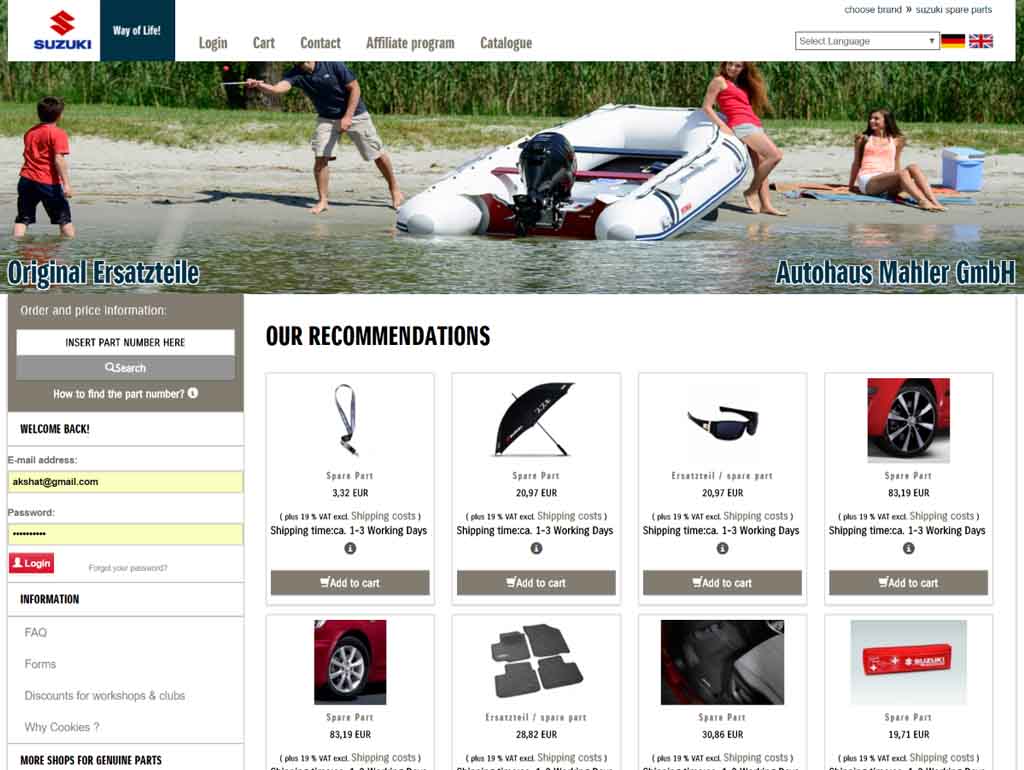 choose brand » suzuki spare parts
SUZUKI
Way of Life!
Login
Cart
Contact
Affiliate program
Catalogue
Select Language
Original Ersatzteile
Autohaus Mahler GmbH
Order and price information:
INSERT PART NUMBER HERE
Search
How to find the part number?
WELCOME BACK!
E-mail address:
akshat@gmail.com
Password:
••••••••••
Login
Forgot your password?
INFORMATION
FAQ
Forms
Discounts for workshops & clubs
Why Cookies ?
MORE SHOPS FOR GENUINE PARTS
OUR RECOMMENDATIONS
Spare Part
3,32 EUR
( plus 19 % VAT excl. Shipping costs )
Shipping time:ca. 1-3 Working Days
Add to cart
Spare Part
20,97 EUR
( plus 19 % VAT excl. Shipping costs )
Shipping time:ca. 1-3 Working Days
Add to cart
Ersatzteil / spare part
20,97 EUR
( plus 19 % VAT excl. Shipping costs )
Shipping time:ca. 1-3 Working Days
Add to cart
Spare Part
83,19 EUR
( plus 19 % VAT excl. Shipping costs )
Shipping time:ca. 1-3 Working Days
Add to cart
Spare Part
83,19 EUR
( plus 19 % VAT excl. Shipping costs )
Ersatzteil / spare part
28,82 EUR
( plus 19 % VAT excl. Shipping costs )
Spare Part
30,86 EUR
( plus 19 % VAT excl. Shipping costs )
SUZUKI
Spare Part
19,71 EUR
( plus 19 % VAT excl. Shipping costs )